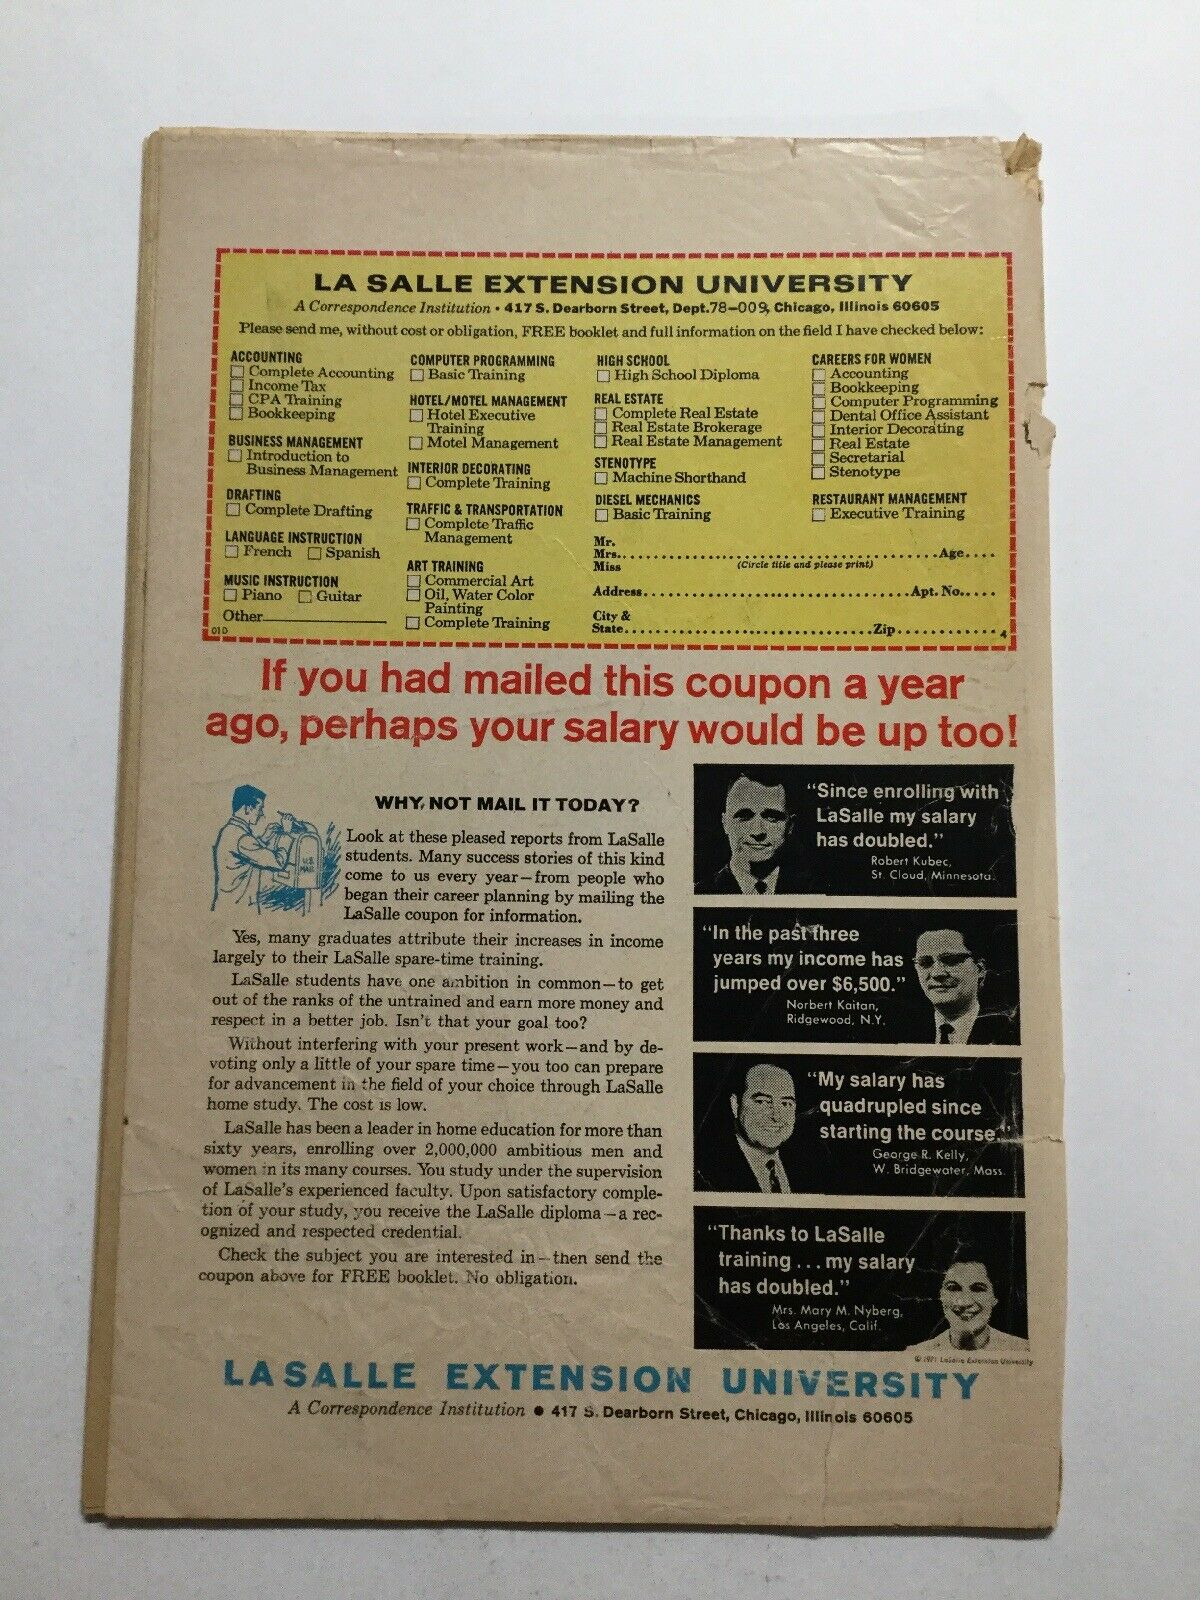 LA SALLE EXTENSION UNIVERSITY
A Correspondence Institution • 417 S. Dearborn Street, Dept. 78-009, Chicago, Illinois 60605
Please send me, without cost or obligation, FREE booklet and full information on the field I have checked below:
ACCOUNTING
Complete Accounting
Income Tax
CPA Training
Bookkeeping
BUSINESS MANAGEMENT
Introduction to
Business Management
DRAFTING
Complete Drafting
LANGUAGE INSTRUCTION
French Spanish
MUSIC INSTRUCTION
Piano Guitar
Other
01D
COMPUTER PROGRAMMING
Basic Training
HOTEL/MOTEL MANAGEMENT
Hotel Executive
Training
Motel Management
INTERIOR DECORATING
Complete Training
TRAFFIC & TRANSPORTATION
Complete Traffic
Management
ART TRAINING
Commercial Art
Oil, Water Color
Painting
Complete Training
HIGH SCHOOL
High School Diploma
REAL ESTATE
Complete Real Estate
Real Estate Brokerage
Real Estate Management
STENOTYPE
Machine Shorthand
DIESEL MECHANICS
Basic Training
CAREERS FOR WOMEN
Accounting
Bookkeeping
Computer Programming
Dental Office Assistant
Interior Decorating
Real Estate
Secretarial
Stenotype
RESTAURANT MANAGEMENT
Executive Training
Mr.
Mrs. Age
Miss (Circle title and please print)
Address Apt. No.
City &
State Zip
4
If you had mailed this coupon a year
ago, perhaps your salary would be up too!
WHY NOT MAIL IT TODAY?
U.S.
MAIL
Look at these pleased reports from LaSalle
students. Many success stories of this kind
come to us every year—from people who
began their career planning by mailing the
LaSalle coupon for information.
Yes, many graduates attribute their increases in income
largely to their LaSalle spare-time training.
LaSalle students have one ambition in common—to get
out of the ranks of the untrained and earn more money and
respect in a better job. Isn't that your goal too?
Without interfering with your present work—and by de-
voting only a little of your spare time—you too can prepare
for advancement in the field of your choice through LaSalle
home study. The cost is low.
LaSalle has been a leader in home education for more than
sixty years, enrolling over 2,000,000 ambitious men and
women in its many courses. You study under the supervision
of LaSalle's experienced faculty. Upon satisfactory comple-
tion of your study, you receive the LaSalle diploma—a rec-
ognized and respected credential.
Check the subject you are interested in—then send the
coupon above for FREE booklet. No obligation.
"Since enrolling with
LaSalle my salary
has doubled."
Robert Kubec,
St. Cloud, Minnesota.
"In the past three
years my income has
jumped over $6,500."
Norbert Kaitan,
Ridgewood, N.Y.
"My salary has
quadrupled since
starting the course."
George R. Kelly,
W. Bridgewater, Mass.
"Thanks to LaSalle
training...my salary
has doubled."
Mrs. Mary M. Nyberg,
Los Angeles, Calif.
© 1971 LaSalle Extension University
LA SALLE EXTENSION UNIVERSITY
A Correspondence Institution • 417 S. Dearborn Street, Chicago, Illinois 60605